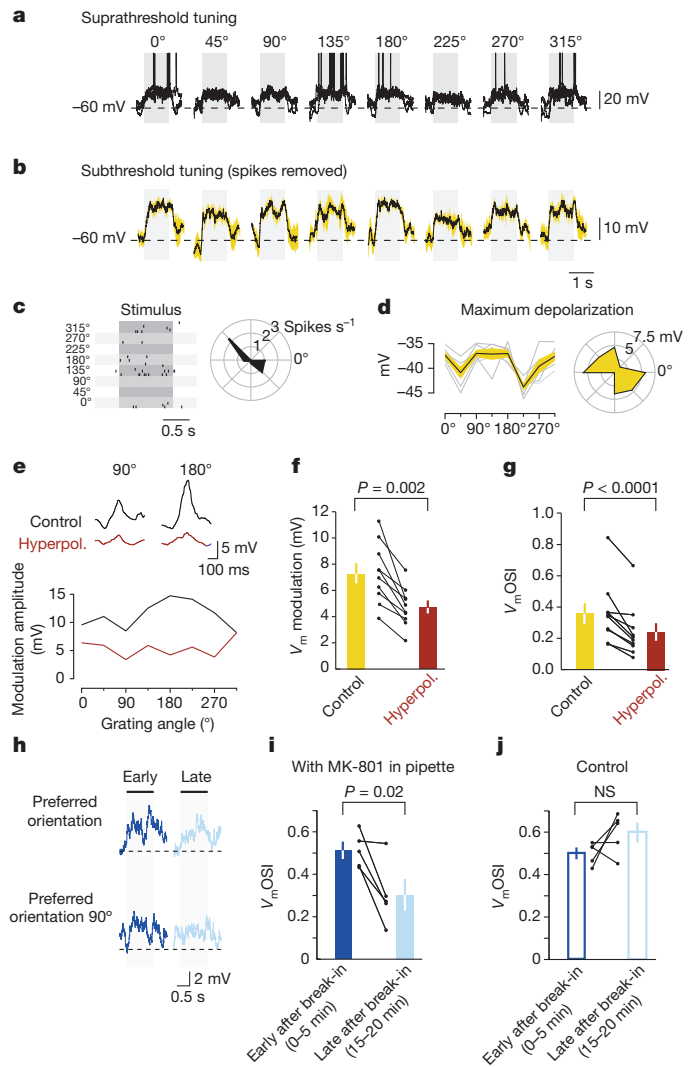 a
Suprathreshold tuning
0° 45° 90° 135° 180° 225° 270° 315°
–60 mV
20 mV
b
Subthreshold tuning (spikes removed)
–60 mV
10 mV
1 s
c
Stimulus
315°
270°
225°
180°
135°
90°
45°
0°
0.5 s
3 Spikes s⁻¹
2
1
0°
d
Maximum depolarization
mV
–35
–40
–45
0° 90° 180° 270°
7.5 mV
5
0°
e
90° 180°
Control
Hyperpol.
5 mV
100 ms
Modulation amplitude
(mV)
15
10
5
0
0 90 180 270
Grating angle (°)
f
P = 0.002
Vm modulation (mV)
12
10
8
6
4
2
0
Control
Hyperpol.
g
P < 0.0001
VmOSI
1.0
0.8
0.6
0.4
0.2
0.0
Control
Hyperpol.
h
Early Late
Preferred
orientation
Preferred
orientation 90°
2 mV
0.5 s
i
With MK-801 in pipette
P = 0.02
VmOSI
0.6
0.4
0.2
0
Early after break-in
(0–5 min)
Late after break-in
(15–20 min)
j
Control
NS
VmOSI
0.6
0.4
0.2
0
Early after break-in
(0–5 min)
Late after break-in
(15–20 min)